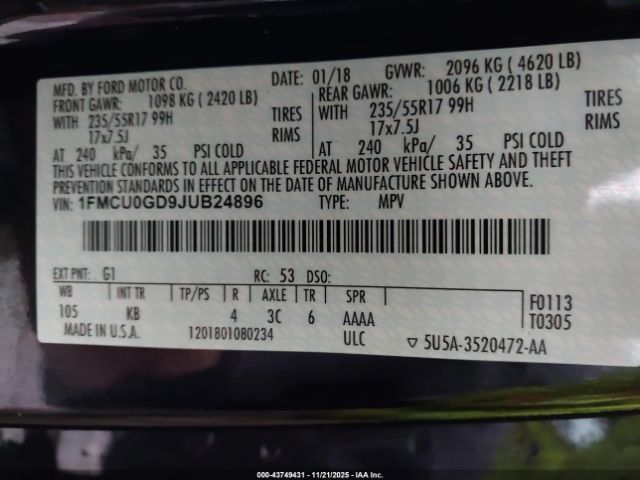 MFD. BY FORD MOTOR CO. DATE: 01/18 GVWR: 2096 KG ( 4620 LB)
FRONT GAWR: 1098 KG ( 2420 LB) REAR GAWR: 1006 KG ( 2218 LB)
WITH 235/55R17 99H TIRES WITH 235/55R17 99H TIRES
17x7.5J RIMS 17x7.5J RIMS
AT 240 kPa/ 35 PSI COLD AT 240 kPa/ 35 PSI COLD
THIS VEHICLE CONFORMS TO ALL APPLICABLE FEDERAL MOTOR VEHICLE SAFETY AND THEFT
PREVENTION STANDARDS IN EFFECT ON THE DATE OF MANUFACTURE SHOWN ABOVE.
VIN: 1FMCU0GD9JUB24896 TYPE: MPV
EXT PNT: G1 RC: 53 DSO:
WB INT TR TP/PS R AXLE TR SPR F0113
105 KB 4 3C 6 AAAA T0305
MADE IN U.S.A. 1201801080234 ULC ▽ 5U5A-3520472-AA
000-43749431 - 11/21/2025 - IAA Inc.